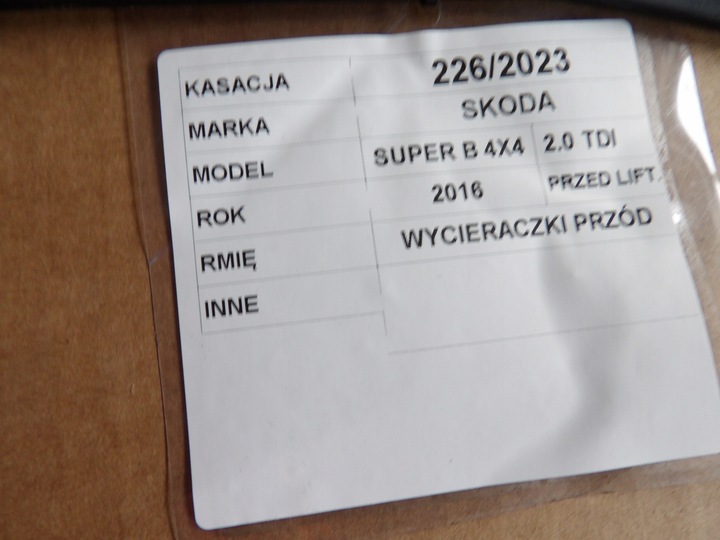 KASACJA 226/2023
MARKA SKODA
MODEL SUPER B 4X4 2.0 TDI
ROK 2016 PRZED LIFT.
RMIĘ WYCIERACZKI PRZÓD
INNE